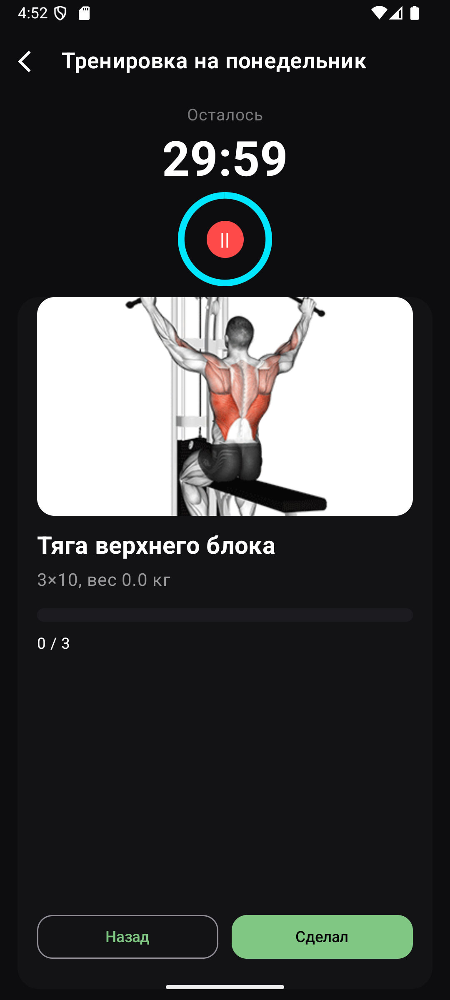 4:52
Тренировка на понедельник
Осталось
29:59
Тяга верхнего блока
3×10, вес 0.0 кг
0 / 3
Назад
Сделал